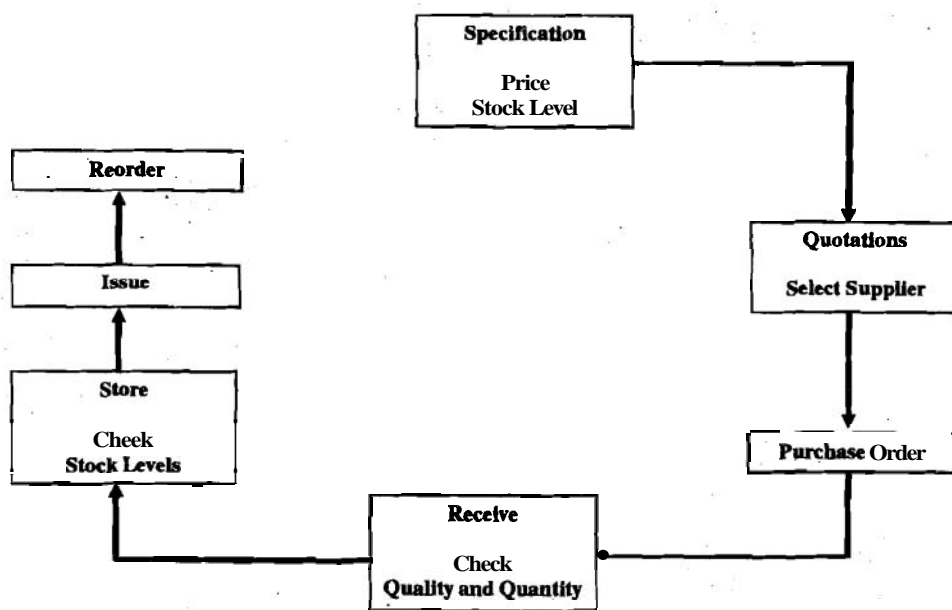 Specification
Price
Stock Level
Quotations
Select Supplier
Purchase Order
Receive
Check
Quality and Quantity
Store
Cheek
Stock Levels
Issue
Reorder